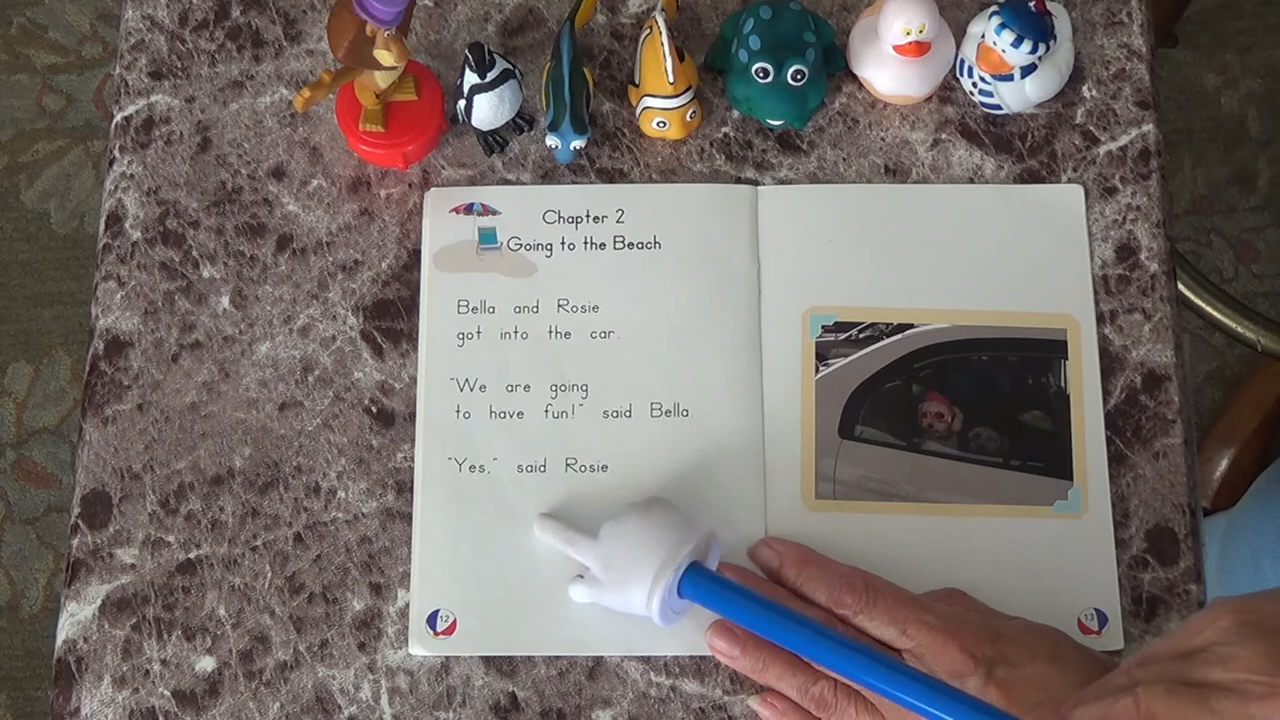 Chapter 2
Going to the Beach
Bella and Rosie
got into the car.
"We are going
to have fun!" said Bella.
"Yes," said Rosie.
12
13